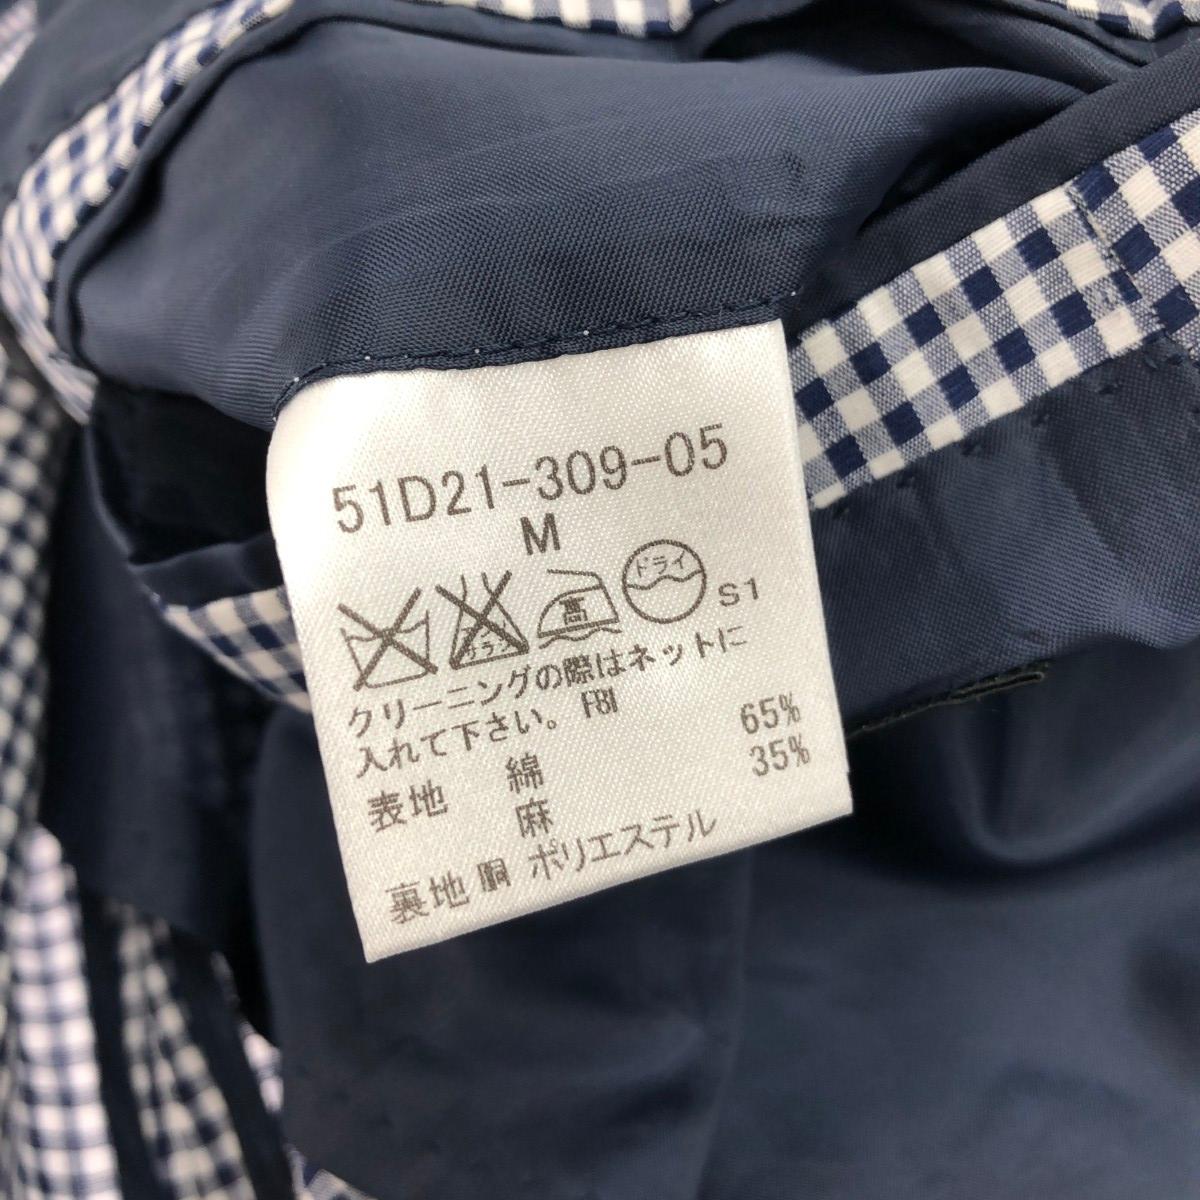 51D21-309-05
M
高 ドライ S1
クリーニングの際はネットに
入れて下さい。 F8I
表地 綿 65%
麻 35%
裏地 胴 ポリエステル